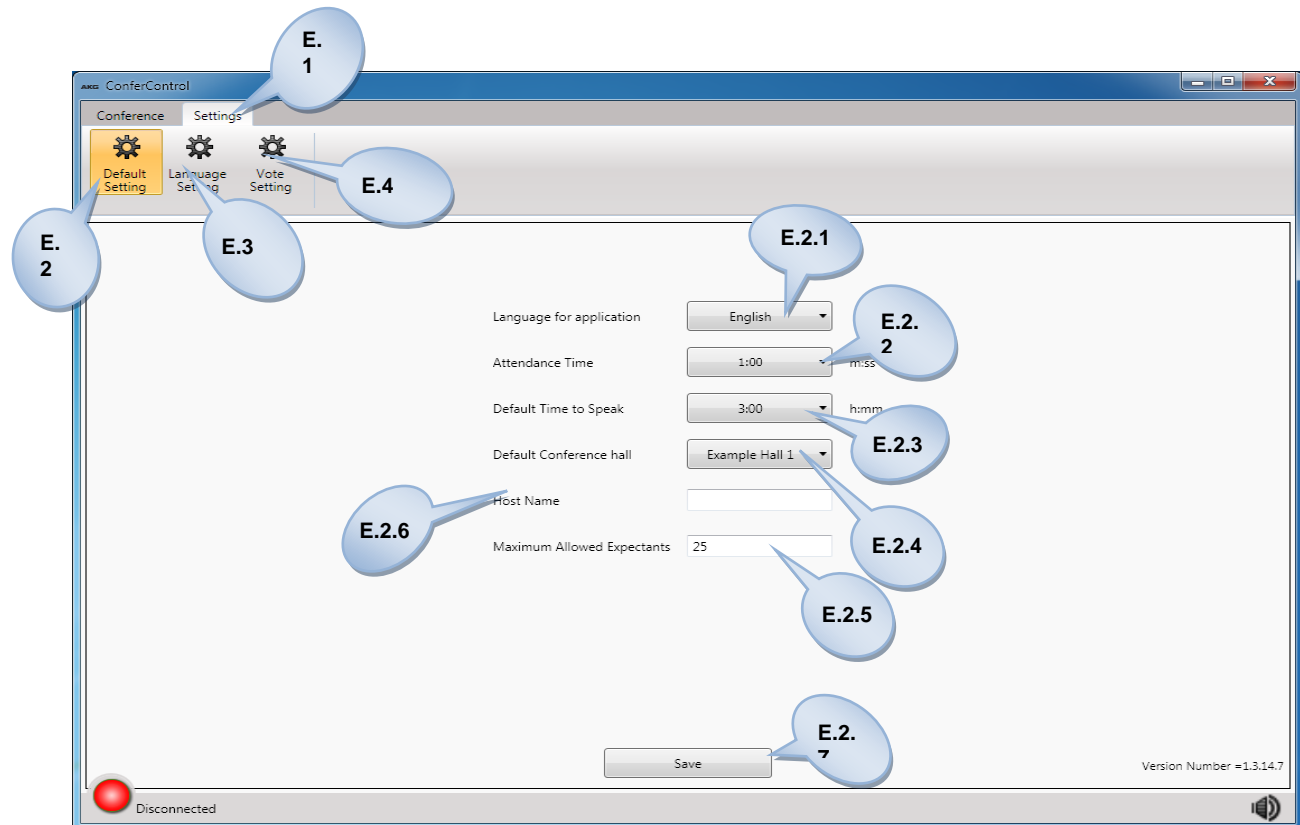 E.
1
AKG ConferControl
Conference Settings
Default Setting
Language Setting
Vote Setting
E.4
E.
2
E.3
E.2.1
Language for application English
E.2.
2
Attendance Time 1:00 m:ss
Default Time to Speak 3:00 h:mm
E.2.3
Default Conference hall Example Hall 1
Host Name
E.2.6
E.2.4
Maximum Allowed Expectants 25
E.2.5
E.2.
7
Save
Version Number =1.3.14.7
Disconnected